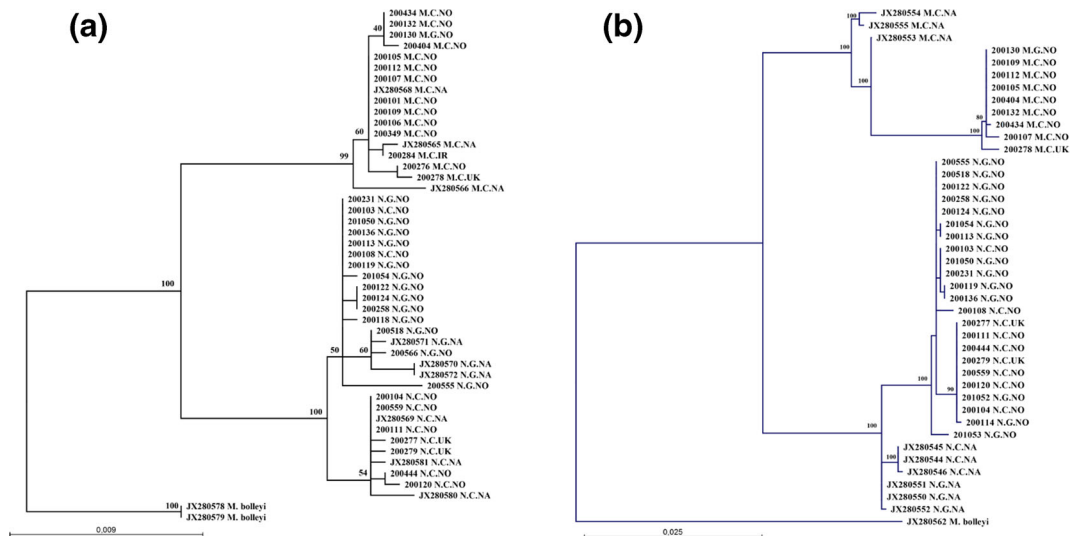 (a)
200434 M.C.NO
200132 M.C.NO
40
200130 M.G.NO
200404 M.C.NO
200105 M.C.NO
200112 M.C.NO
200107 M.C.NO
JX280568 M.C.NA
200101 M.C.NO
200109 M.C.NO
200106 M.C.NO
60
200349 M.C.NO
JX280565 M.C.NA
99
200284 M.C.IR
200276 M.C.NO
200278 M.C.UK
JX280566 M.C.NA
200231 N.G.NO
200103 N.C.NO
201050 N.G.NO
200136 N.G.NO
200113 N.G.NO
200108 N.C.NO
200119 N.G.NO
201054 N.G.NO
100
200122 N.G.NO
200124 N.G.NO
200258 N.G.NO
200118 N.G.NO
200518 N.G.NO
JX280571 N.G.NA
50
60
200566 N.G.NO
JX280570 N.G.NA
JX280572 N.G.NA
200555 N.G.NO
200104 N.C.NO
200559 N.C.NO
100
JX280569 N.C.NA
200111 N.C.NO
200277 N.C.UK
200279 N.C.UK
JX280581 N.C.NA
54
200444 N.C.NO
200120 N.C.NO
JX280580 N.C.NA
100
JX280578 M. bolleyi
JX280579 M. bolleyi
0,009
(b)
100
JX280554 M.C.NA
JX280555 M.C.NA
JX280553 M.C.NA
100
200130 M.G.NO
200109 M.C.NO
200112 M.C.NO
100
200105 M.C.NO
200404 M.C.NO
200132 M.C.NO
80
200434 M.C.NO
100
200107 M.C.NO
200278 M.C.UK
200555 N.G.NO
200518 N.G.NO
200122 N.G.NO
200258 N.G.NO
200124 N.G.NO
201054 N.G.NO
200113 N.G.NO
200103 N.C.NO
201050 N.G.NO
200231 N.G.NO
200119 N.G.NO
200136 N.G.NO
200108 N.C.NO
200277 N.C.UK
200111 N.C.NO
200444 N.C.NO
200279 N.C.UK
200559 N.C.NO
100
200120 N.C.NO
90
201052 N.G.NO
200104 N.C.NO
200114 N.G.NO
100
201053 N.G.NO
JX280545 N.C.NA
100
JX280544 N.C.NA
JX280546 N.C.NA
JX280551 N.G.NA
JX280550 N.G.NA
JX280552 N.G.NA
JX280562 M. bolleyi
0,025